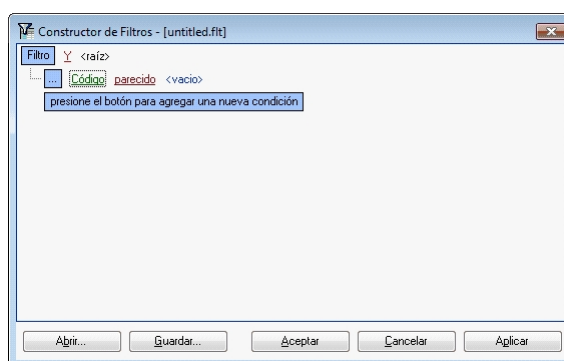 Constructor de Filtros - [untitled.flt]
Filtro Y <raíz>
... Código parecido <vacio>
presione el botón para agregar una nueva condición
Abrir... Guardar... Aceptar Cancelar Aplicar